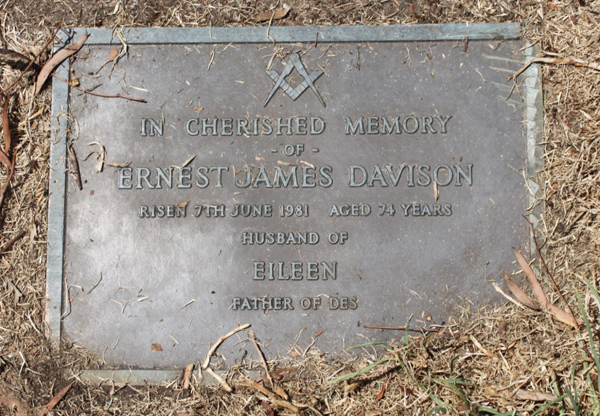 IN CHERISHED MEMORY
- OF -
ERNEST JAMES DAVISON
RISEN 7TH JUNE 1981 AGED 74 YEARS
HUSBAND OF
EILEEN
FATHER OF DES